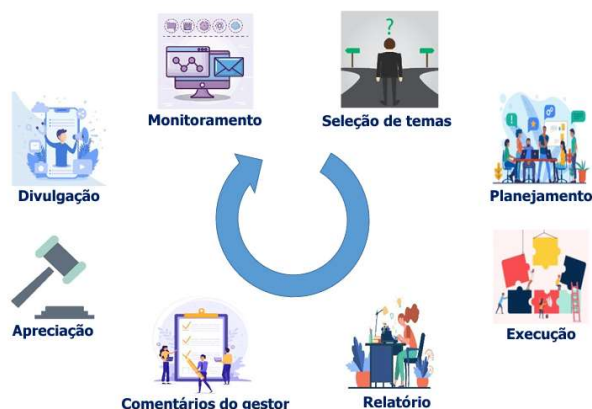 Monitoramento
Seleção de temas
Divulgação
Planejamento
Apreciação
Execução
Comentários do gestor
Relatório
?